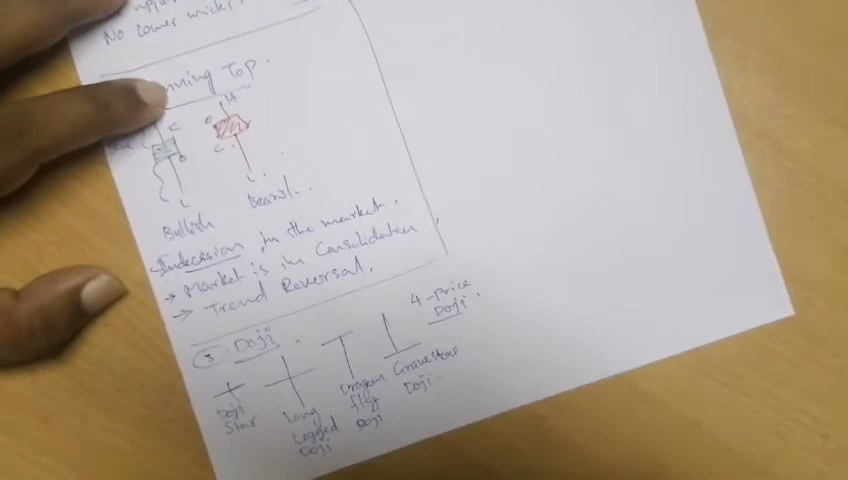 No lower wicks.
nning Top.
H
O
C
C
O
C.
L
L.
Bullish
Bearish.
Indecision in the market.
→ Market is in Consolidation
→ Trend Reversal.
③ Doji.
4-Price
Doji.
Doji
Star
Long
Legged
Doji
Dragon
fly
Doji
Gravestone
Doji.